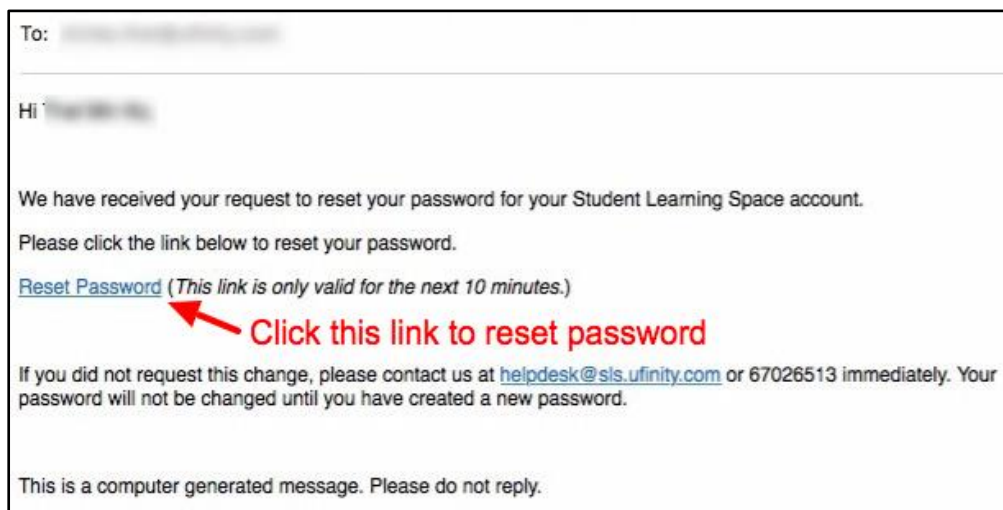 To:
Hi
We have received your request to reset your password for your Student Learning Space account.
Please click the link below to reset your password.
Reset Password (This link is only valid for the next 10 minutes.)
Click this link to reset password
If you did not request this change, please contact us at helpdesk@sls.ufinity.com or 67026513 immediately. Your
password will not be changed until you have created a new password.
This is a computer generated message. Please do not reply.